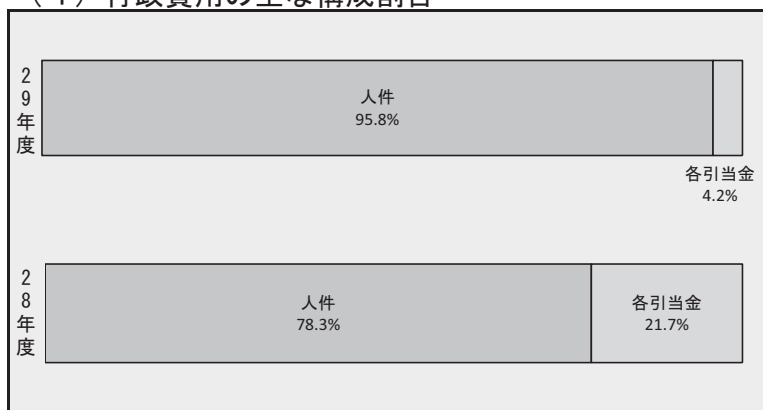 (4) 行政費用の主な構成割合
29年度
人件
95.8%
各引当金
4.2%
28年度
人件
78.3%
各引当金
21.7%